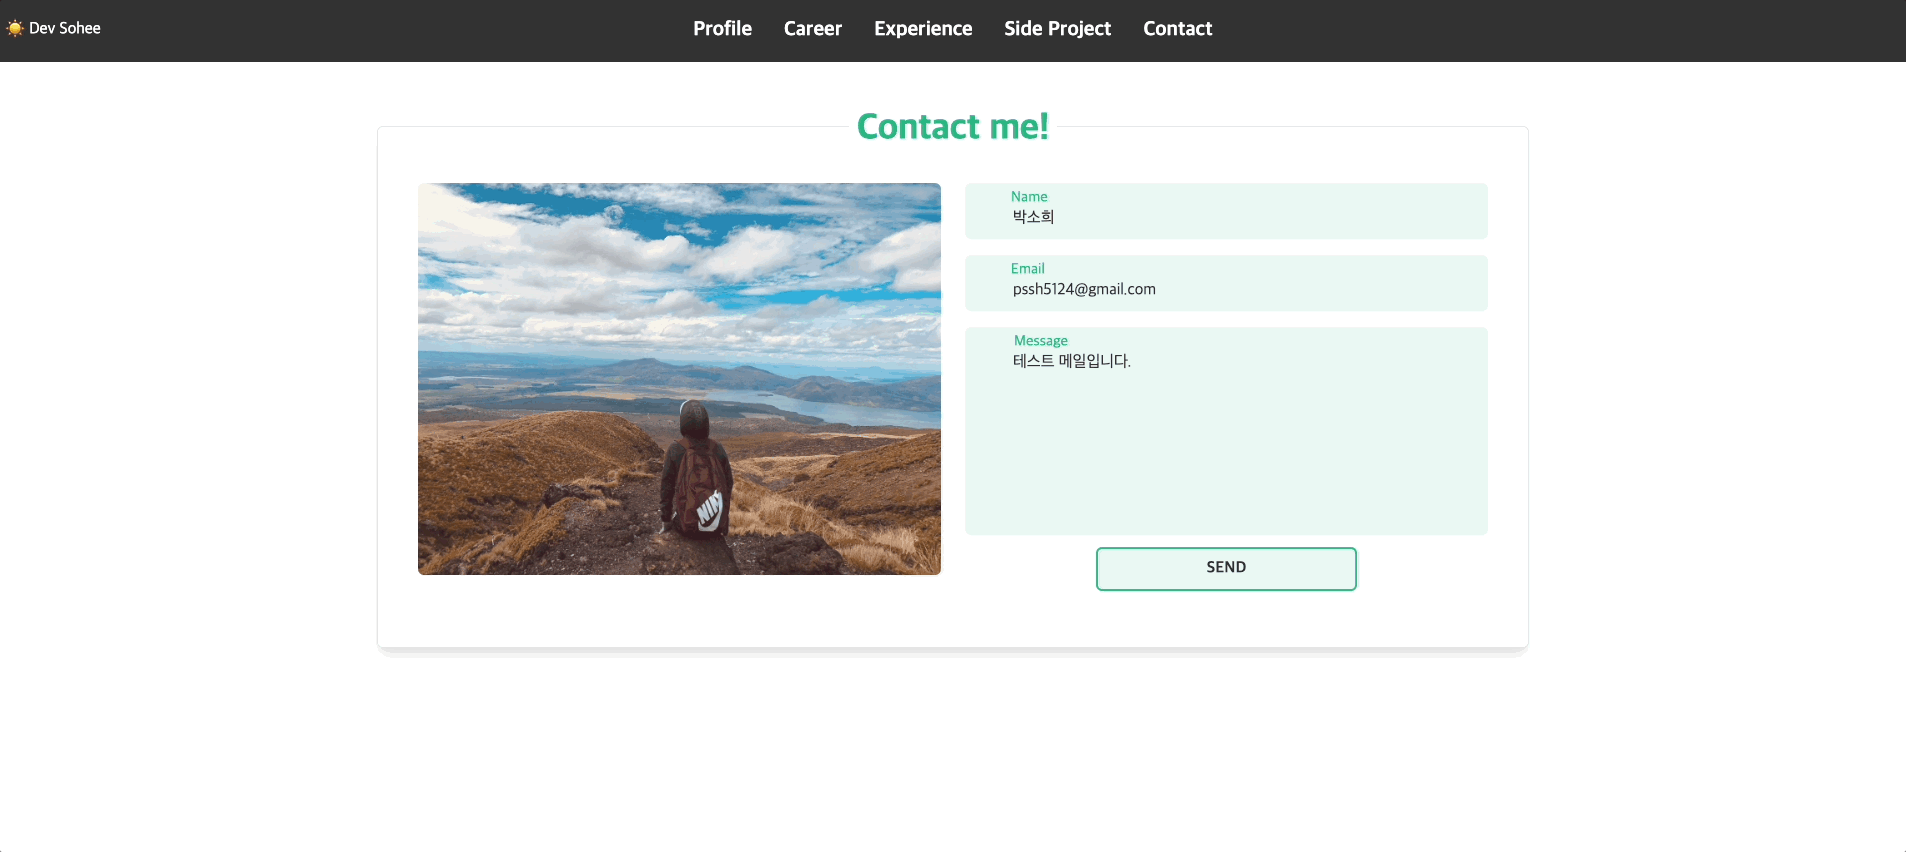 Dev Sohee
Profile Career Experience Side Project Contact
Contact me!
Name
박소희
Email
pssh5124@gmail.com
Message
테스트 메일입니다.
SEND